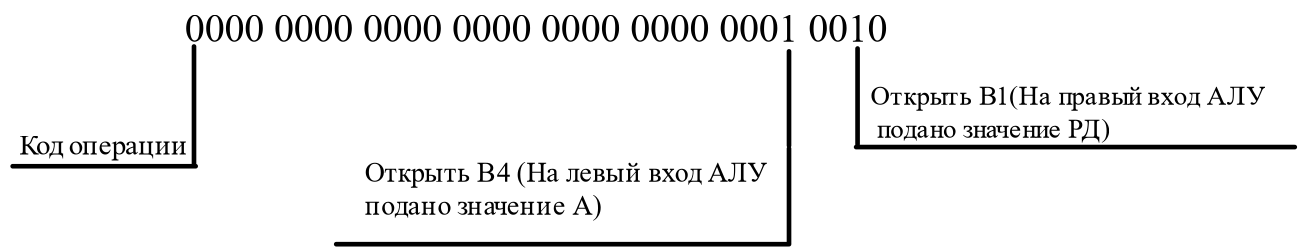 0000 0000 0000 0000 0000 0000 0001 0010
Код операции
Открыть В4 (На левый вход АЛУ
подано значение А)
Открыть В1(На правый вход АЛУ
подано значение РД)